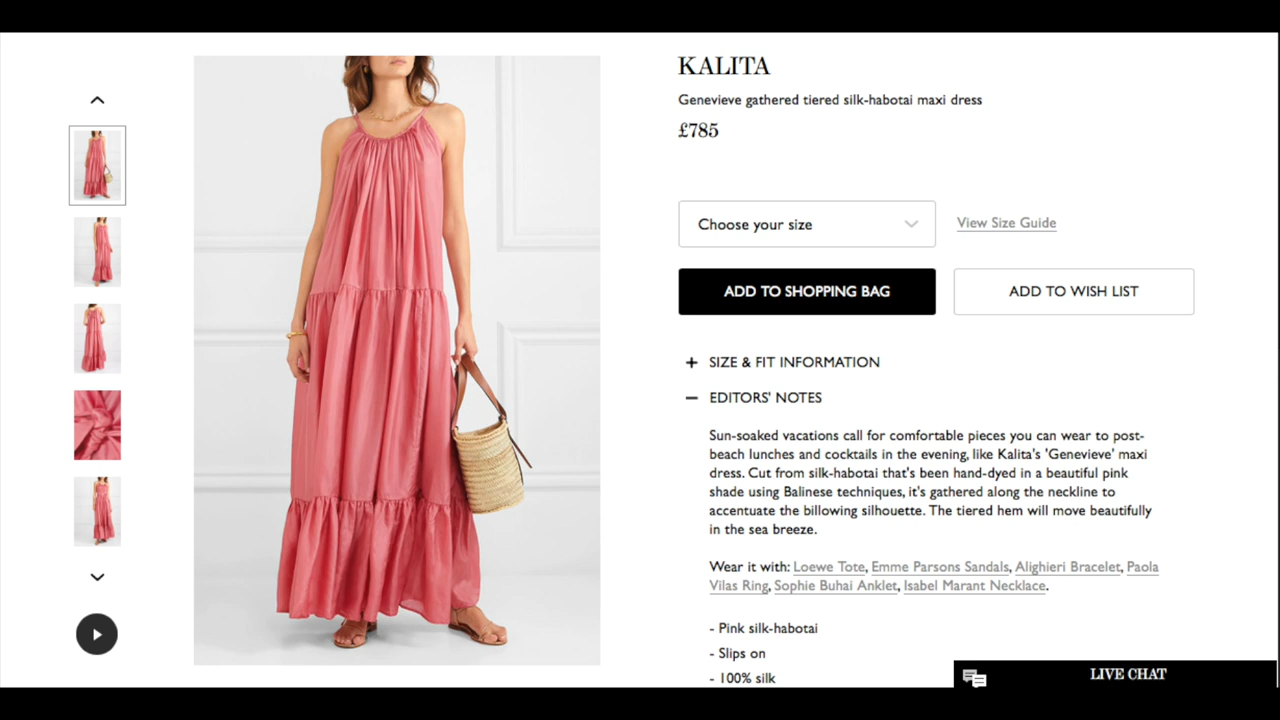 KALITA
Genevieve gathered tiered silk-habotai maxi dress
£785
Choose your size
View Size Guide
ADD TO SHOPPING BAG
ADD TO WISH LIST
+ SIZE & FIT INFORMATION
— EDITORS' NOTES
Sun-soaked vacations call for comfortable pieces you can wear to post-
beach lunches and cocktails in the evening, like Kalita's 'Genevieve' maxi
dress. Cut from silk-habotai that's been hand-dyed in a beautiful pink
shade using Balinese techniques, it's gathered along the neckline to
accentuate the billowing silhouette. The tiered hem will move beautifully
in the sea breeze.
Wear it with: Loewe Tote, Emme Parsons Sandals, Alighieri Bracelet, Paola
Vilas Ring, Sophie Buhai Anklet, Isabel Marant Necklace.
- Pink silk-habotai
- Slips on
- 100% silk
LIVE CHAT